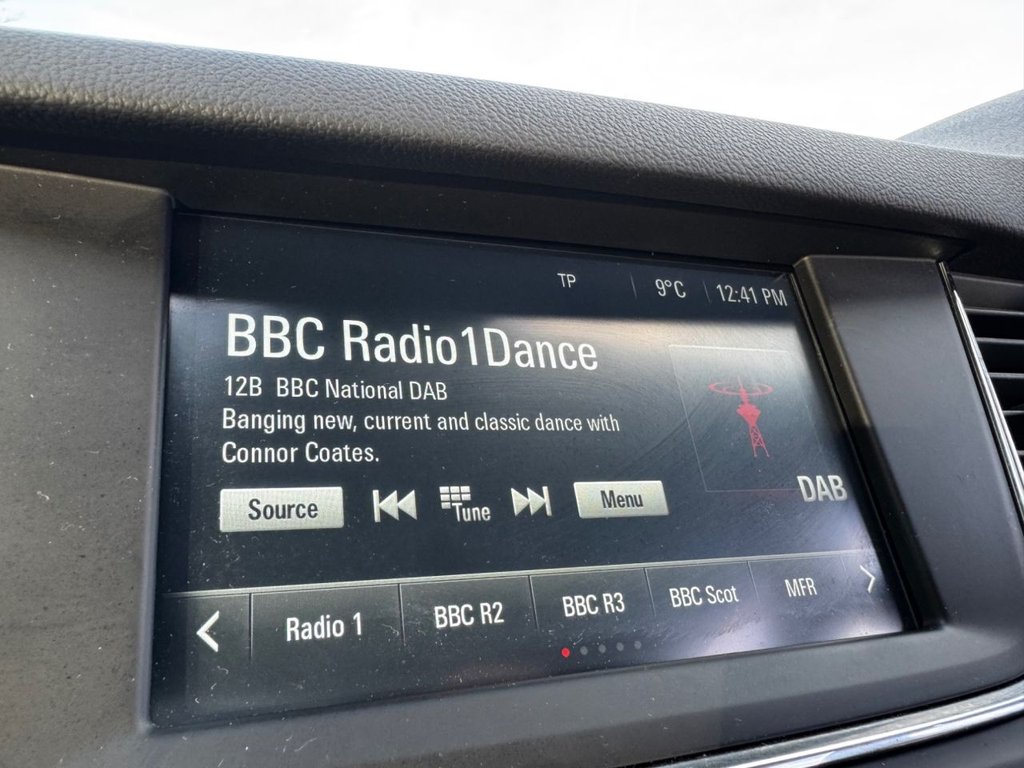 TP 9°C 12:41 PM
BBC Radio1Dance
12B BBC National DAB
Banging new, current and classic dance with
Connor Coates.
Source Tune Menu
DAB
Radio 1 BBC R2 BBC R3 BBC Scot MFR